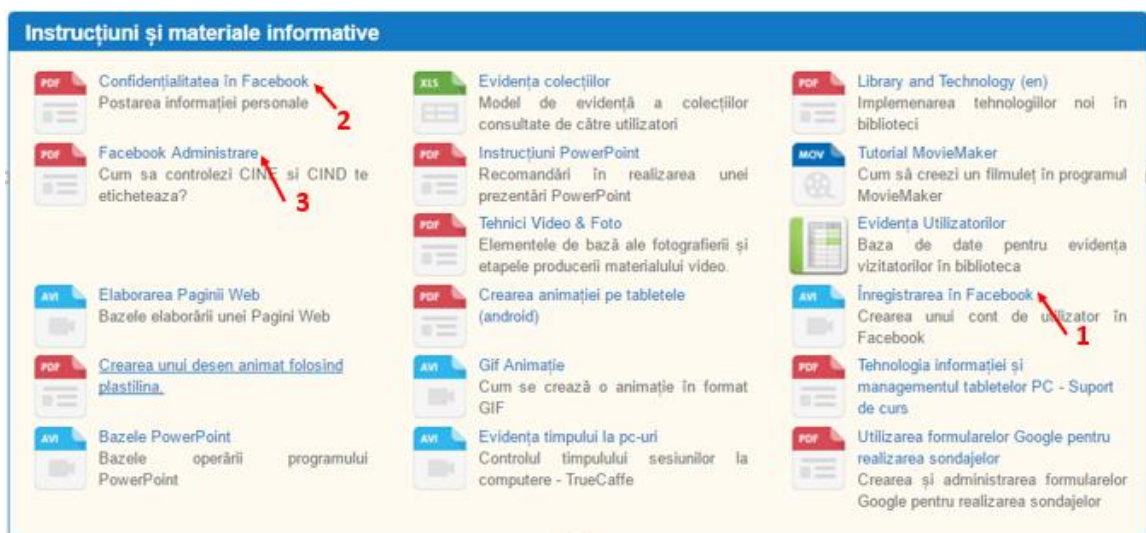 Instrucțiuni și materiale informative
PDF
Confidențialitatea în Facebook
Postarea informației personale
2
PDF
Facebook Administrare
Cum sa controlezi CINE si CIND te
eticheteaza?
3
AVI
Elaborarea Paginii Web
Bazele elaborării unei Pagini Web
PDF
Crearea unui desen animat folosind
plastilina.
AVI
Bazele PowerPoint
Bazele operării programului
PowerPoint
XLS
Evidența colecțiilor
Model de evidență a colecțiilor
consultate de către utilizatori
PDF
Instrucțiuni PowerPoint
Recomandări în realizarea unei
prezentări PowerPoint
PDF
Tehnici Video & Foto
Elementele de bază ale fotografierii și
etapele producerii materialului video.
PDF
Crearea animației pe tabletele
(android)
AVI
Gif Animație
Cum se crează o animație în format
GIF
AVI
Evidența timpului la pc-uri
Controlul timpulului sesiunilor la
computere - TrueCaffe
PDF
Library and Technology (en)
Implemenarea tehnologiilor noi în
biblioteci
MOV
Tutorial MovieMaker
Cum să creezi un filmuleț în programul
MovieMaker
Evidența Utilizatorilor
Baza de date pentru evidența
vizitatorilor în biblioteca
AVI
Înregistrarea în Facebook
Crearea unui cont de utilizator în
Facebook
1
PDF
Tehnologia informației și
managementul tabletelor PC - Suport
de curs
PDF
Utilizarea formularelor Google pentru
realizarea sondajelor
Crearea și administrarea formularelor
Google pentru realizarea sondajelor